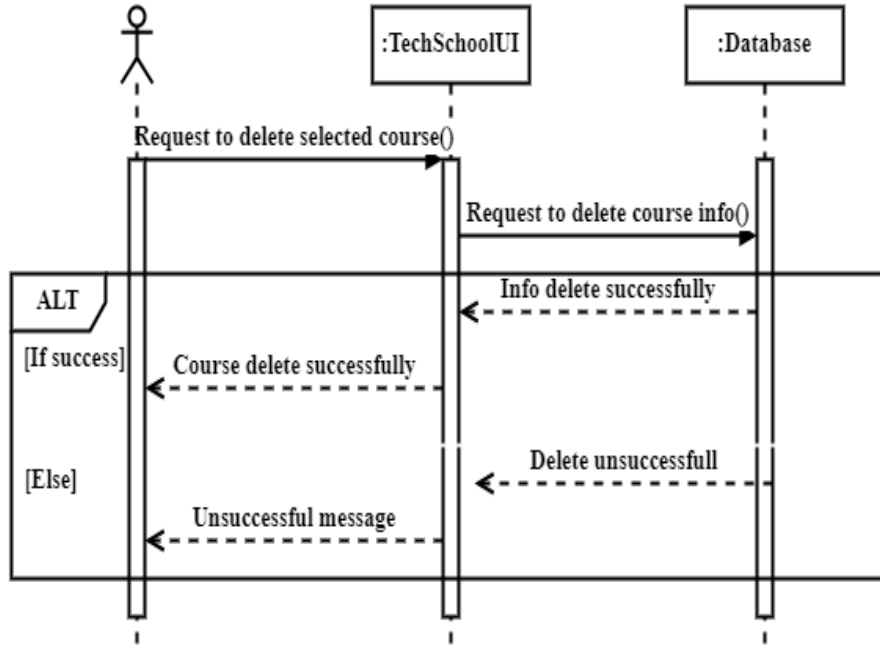 :TechSchoolUI
:Database
Request to delete selected course()
Request to delete course info()
ALT
Info delete successfully
[If success]
Course delete successfully
Delete unsuccessfull
[Else]
Unsuccessful message